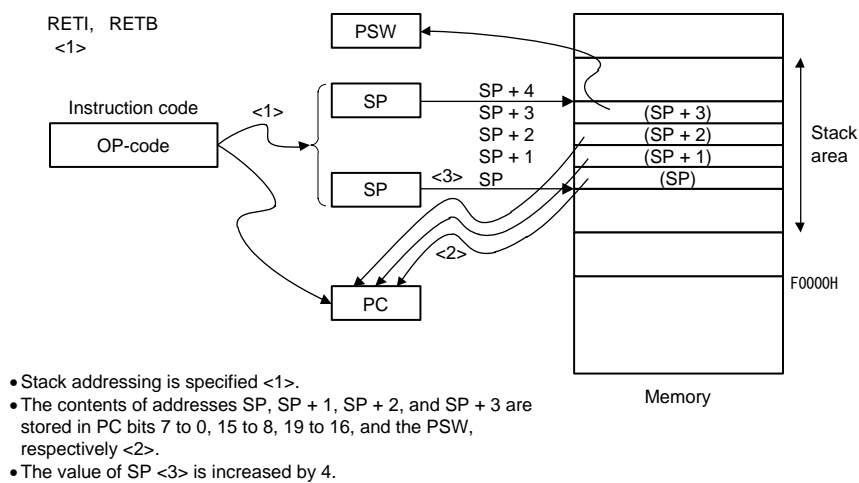 RETI, RETB
<1>
PSW
Instruction code
OP-code
<1>
SP
SP
SP + 4
SP + 3
SP + 2
SP + 1
<3> SP
(SP + 3)
(SP + 2)
(SP + 1)
(SP)
Stack
area
<2>
PC
F0000H
Memory
• Stack addressing is specified <1>.
• The contents of addresses SP, SP + 1, SP + 2, and SP + 3 are
stored in PC bits 7 to 0, 15 to 8, 19 to 16, and the PSW,
respectively <2>.
• The value of SP <3> is increased by 4.